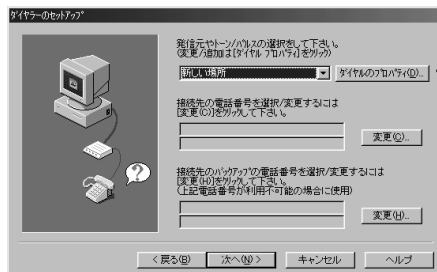 ダイヤラーのセットアップ
発信元やトーン/パルスの選択をして下さい。
(変更/追加は[ダイヤル プロパティ]をクリック)
新しい場所
ダイヤルのプロパティ(D)...
接続先の電話番号を選択/変更するには
[変更(C)]をクリックして下さい。
変更(C)...
接続先のバックアップの電話番号を選択/変更するには
[変更(H)]をクリックして下さい。
(上記電話番号が利用不可能の場合に使用)
変更(H)...
< 戻る(B)
次へ(N) >
キャンセル
ヘルプ